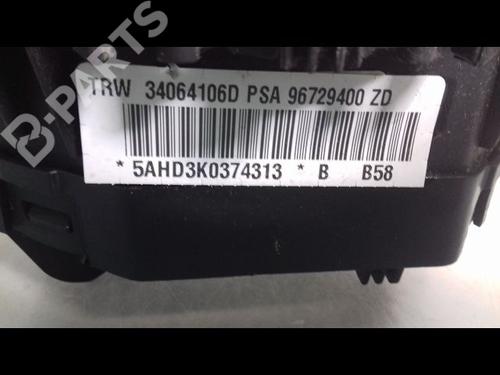 B-PARTS
TRW 34064106D PSA 96729400 ZD
* 5AHD3K0374313 * B B58